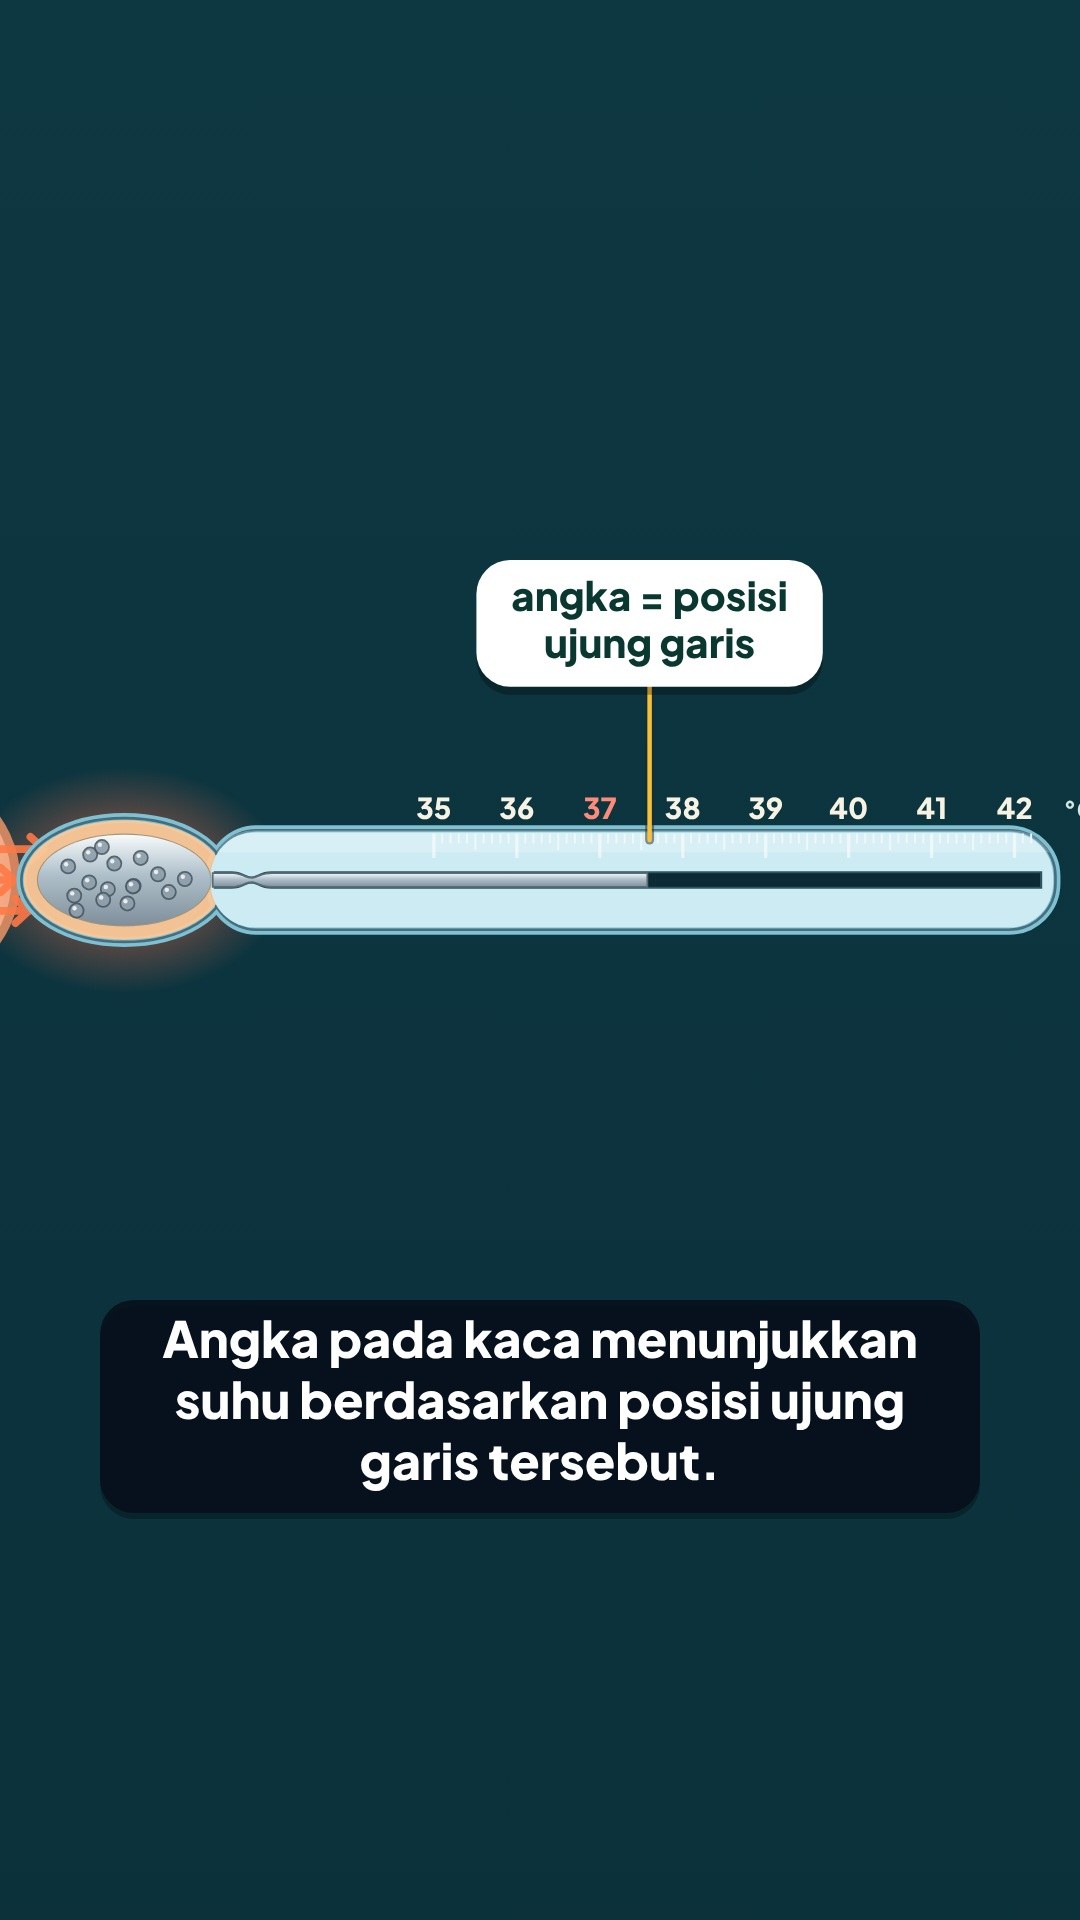 angka = posisi
ujung garis
35 36 37 38 39 40 41 42
Angka pada kaca menunjukkan
suhu berdasarkan posisi ujung
garis tersebut.